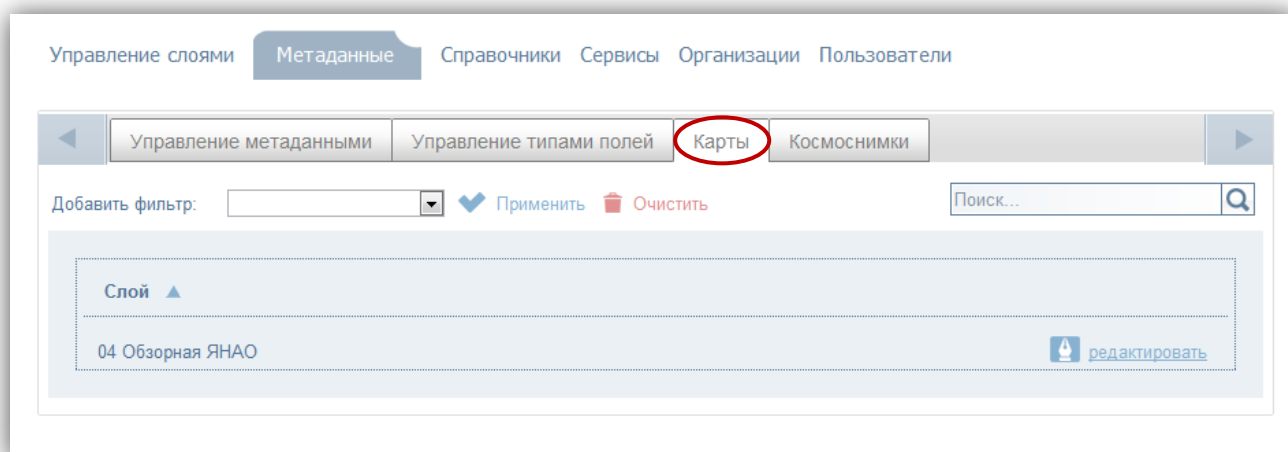 Управление слоями Метаданные Справочники Сервисы Организации Пользователи
Управление метаданными Управление типами полей Карты Космоснимки
Добавить фильтр: Применить Очистить Поиск...
Слой
04 Обзорная ЯНАО редактировать